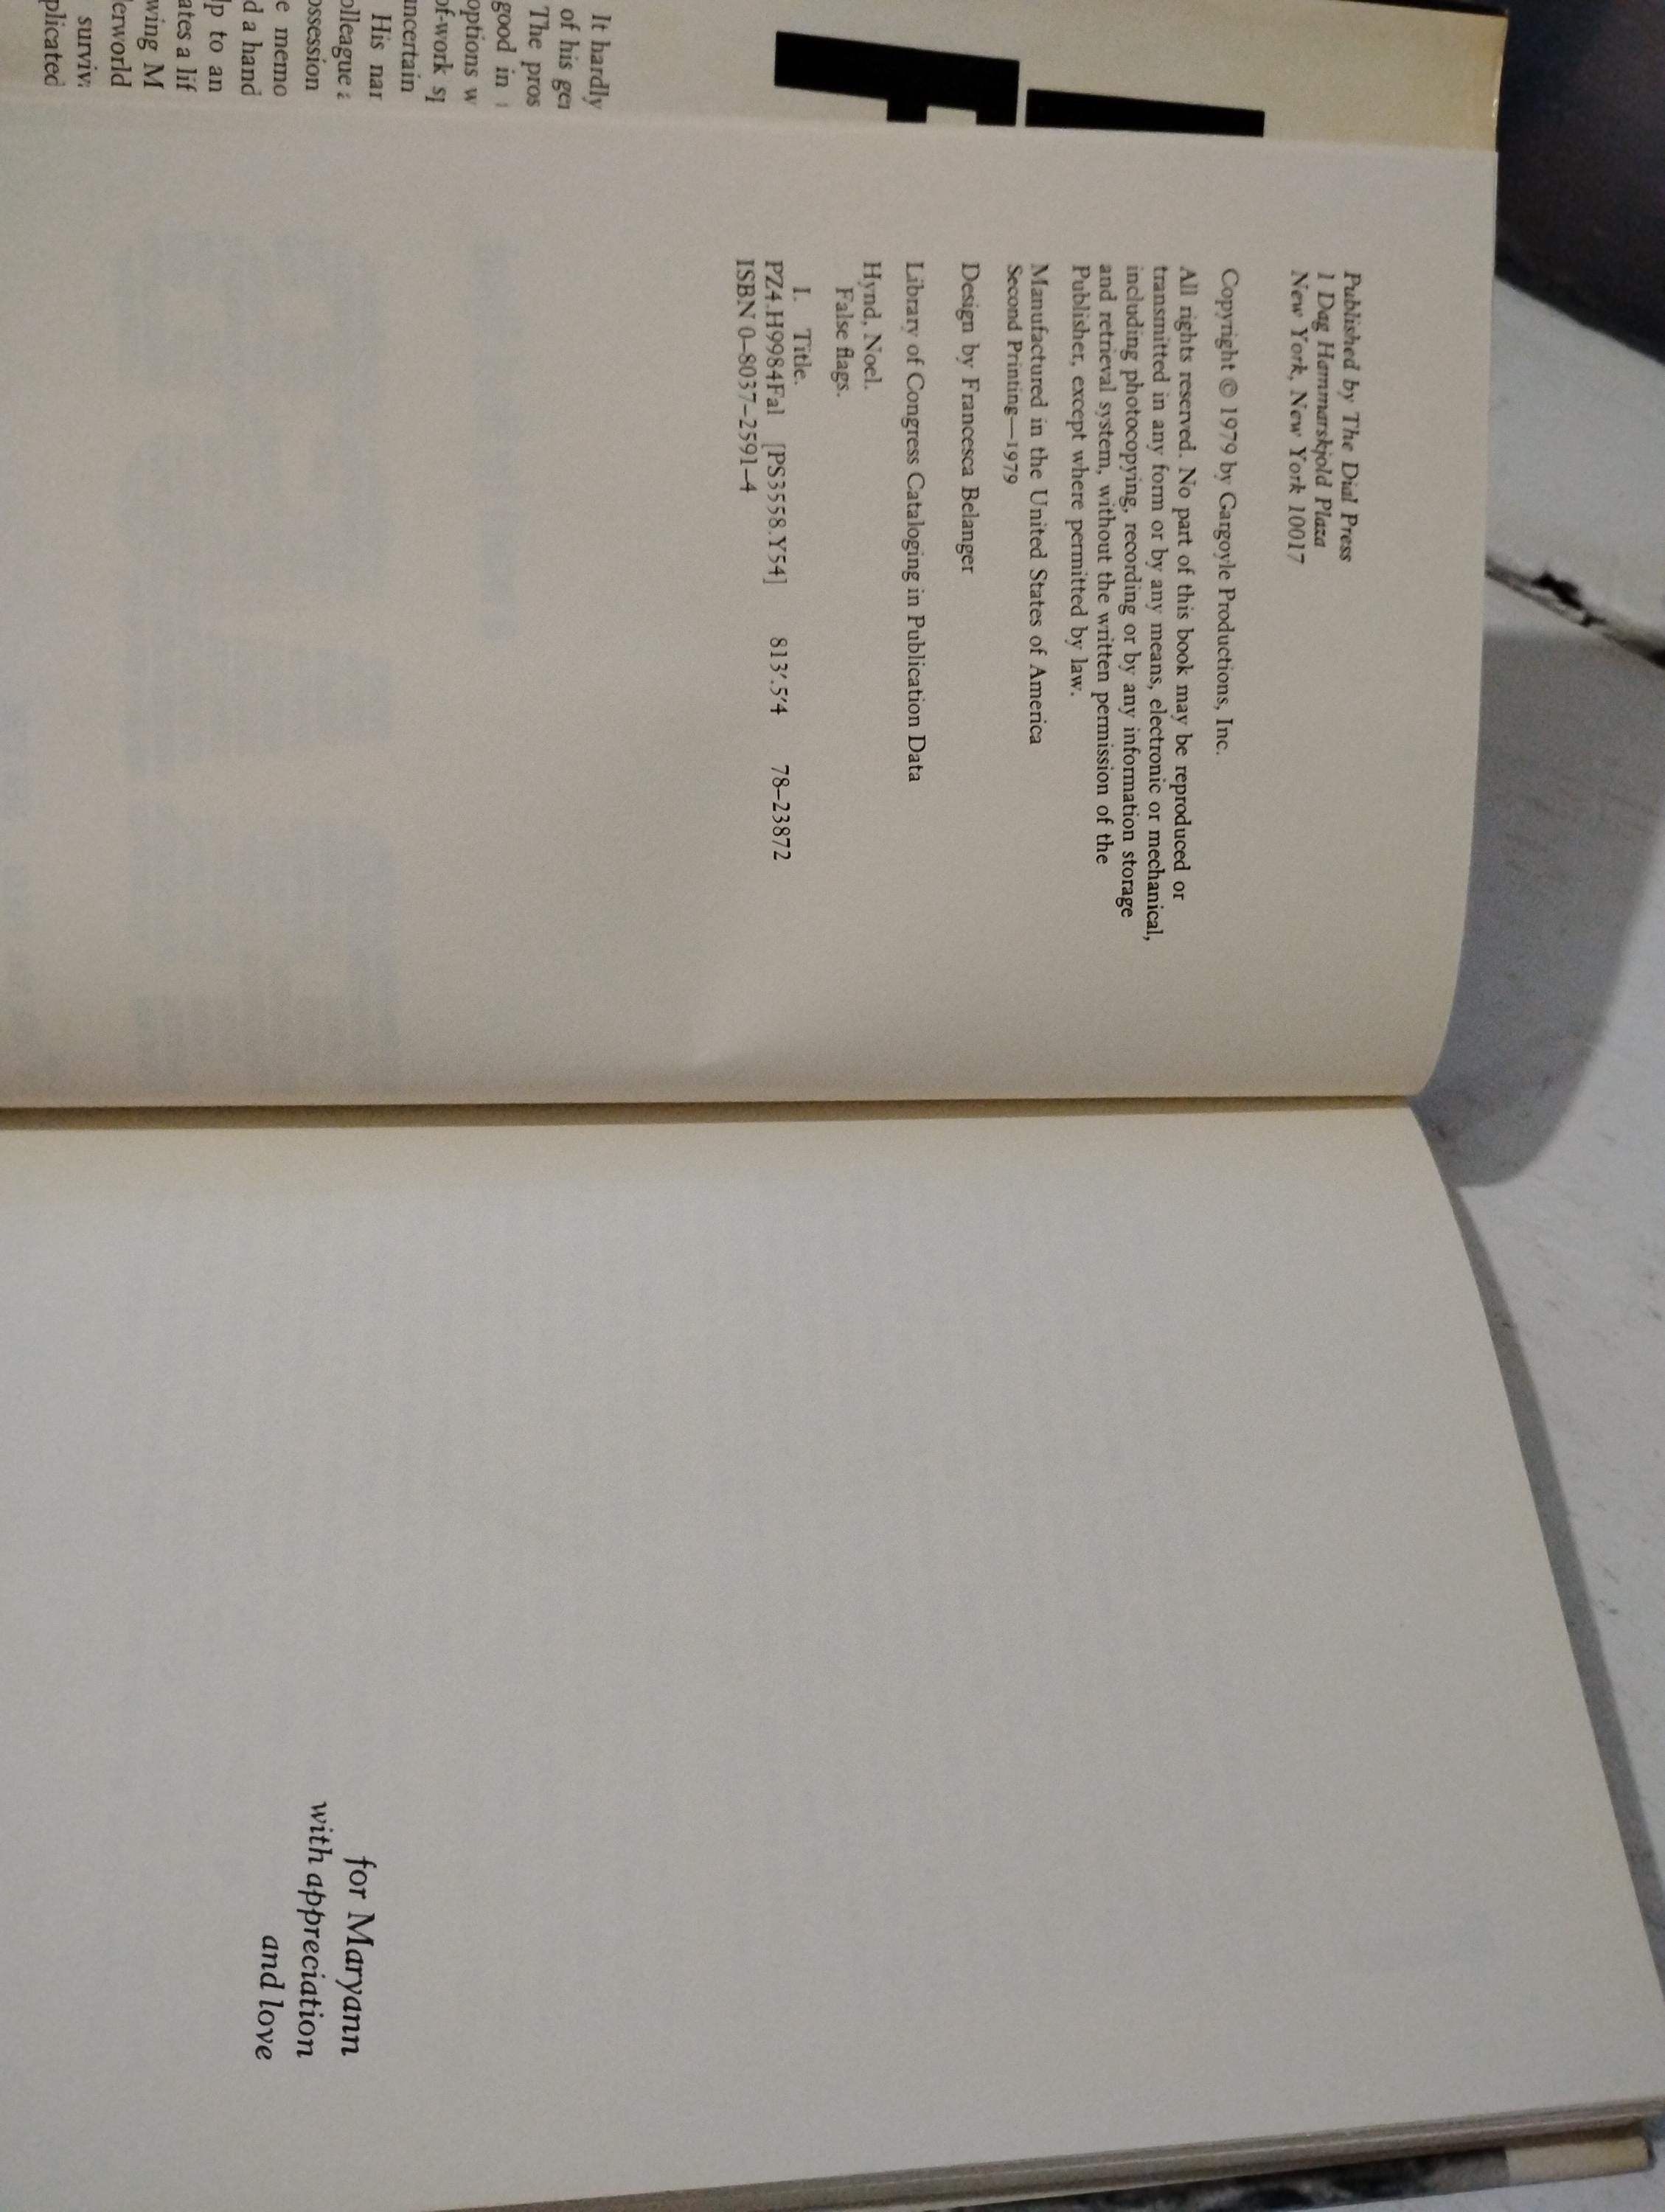 It hardly
of his
The pros
good in
options w
of-work
uncertain
His nar
olleague
ossession
e memo
d a hand
lp to an
ates a lif
wing M
erworld
surviv
plicated
Published by The Dial Press
1 Dag Hammarskjold Plaza
New York, New York 10017
Copyright © 1979 by Gargoyle Productions, Inc.
All rights reserved. No part of this book may be reproduced or
transmitted in any form or by any means, electronic or mechanical,
including photocopying, recording or by any information storage
and retrieval system, without the written permission of the
Publisher, except where permitted by law.
Manufactured in the United States of America
Second Printing—1979
Design by Francesca Belanger
Library of Congress Cataloging in Publication Data
Hynd, Noel.
False flags.
I. Title.
PZ4.H9984Fal [PS3558.Y54] 813'.5'4 78–23872
ISBN 0–8037–2591–4
for Maryann
with appreciation
and love